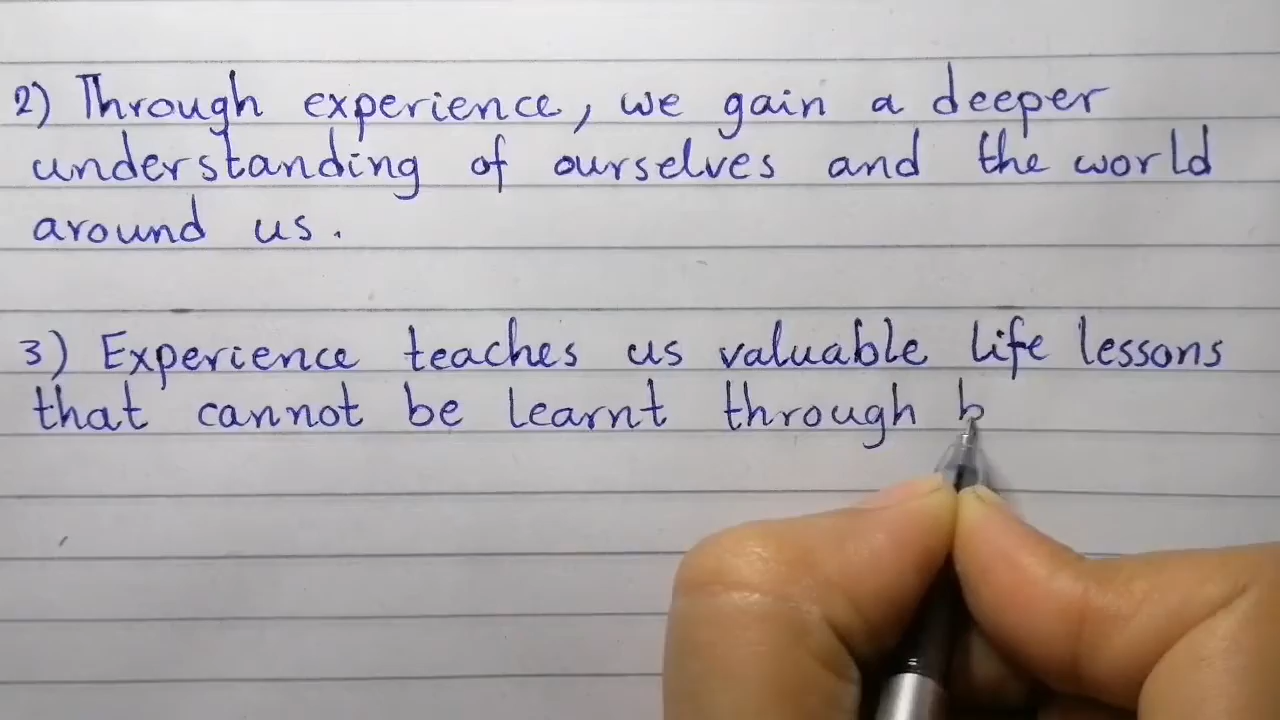 2) Through experience, we gain a deeper
understanding of ourselves and the world
around us.
3) Experience teaches us valuable life lessons
that cannot be learnt through b